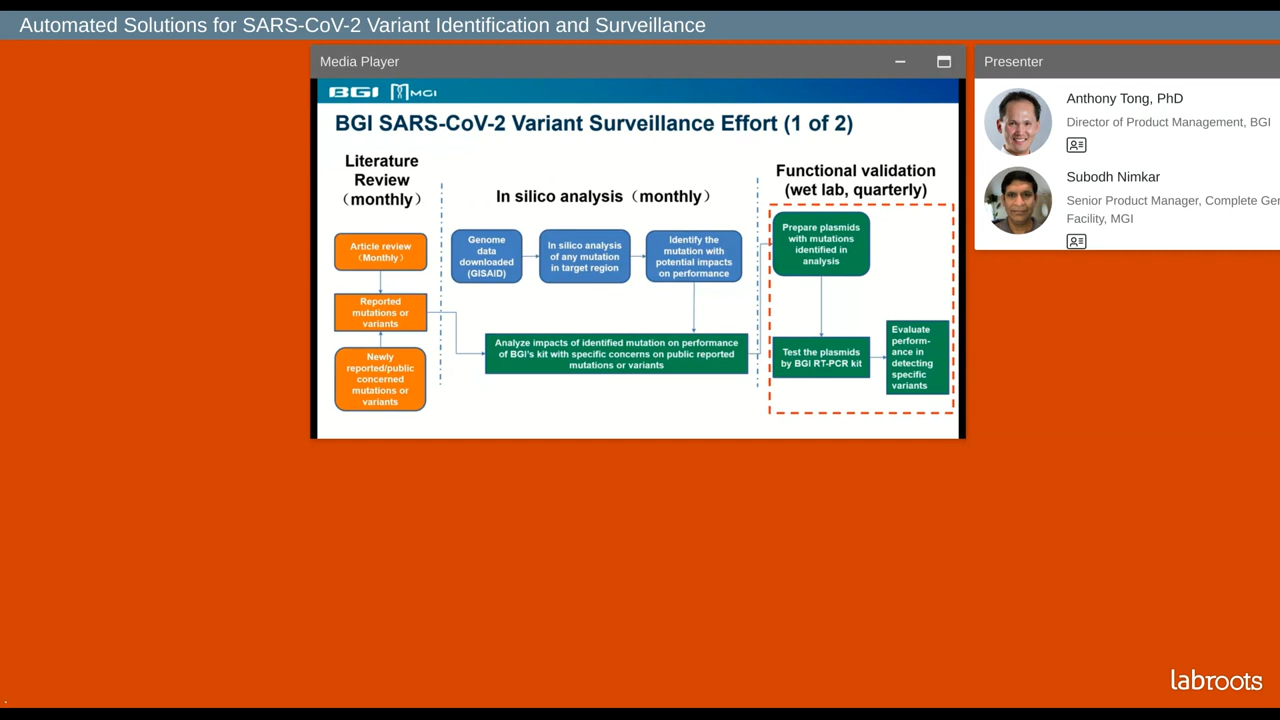 Automated Solutions for SARS-CoV-2 Variant Identification and Surveillance
Media Player
BGI MGI
BGI SARS-CoV-2 Variant Surveillance Effort (1 of 2)
Literature
Review
（monthly）
In silico analysis（monthly）
Functional validation
(wet lab, quarterly)
Article review
（Monthly）
Reported
mutations or
variants
Newly
reported/public
concerned
mutations or
variants
Genome
data
downloaded
(GISAID)
In silico analysis
of any mutation
in target region
Identify the
mutation with
potential impacts
on performance
Analyze impacts of identified mutation on performance
of BGI's kit with specific concerns on public reported
mutations or variants
Prepare plasmids
with mutations
identified in
analysis
Test the plasmids
by BGI RT-PCR kit
Evaluate
perform-
ance in
detecting
specific
variants
Presenter
Anthony Tong, PhD
Director of Product Management, BGI
Subodh Nimkar
Senior Product Manager, Complete Gen
Facility, MGI
labroots